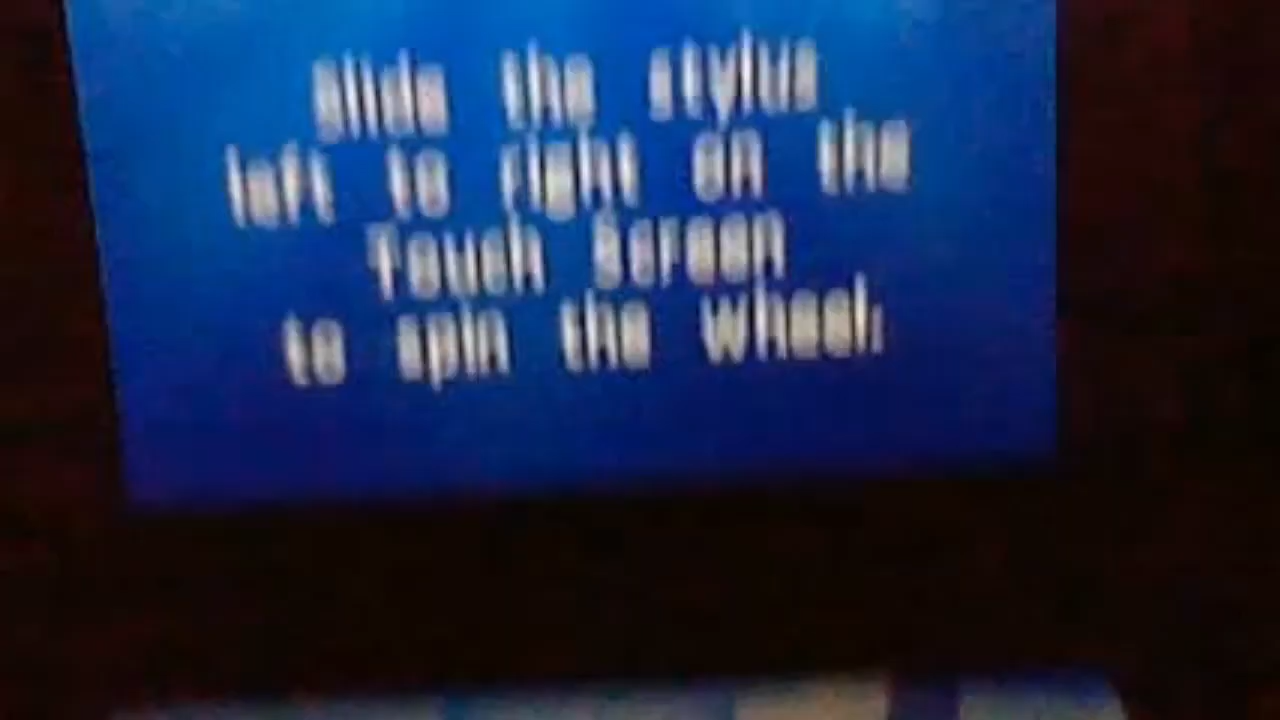 Slide the stylus
left to right on the
Touch Screen
to spin the wheel.